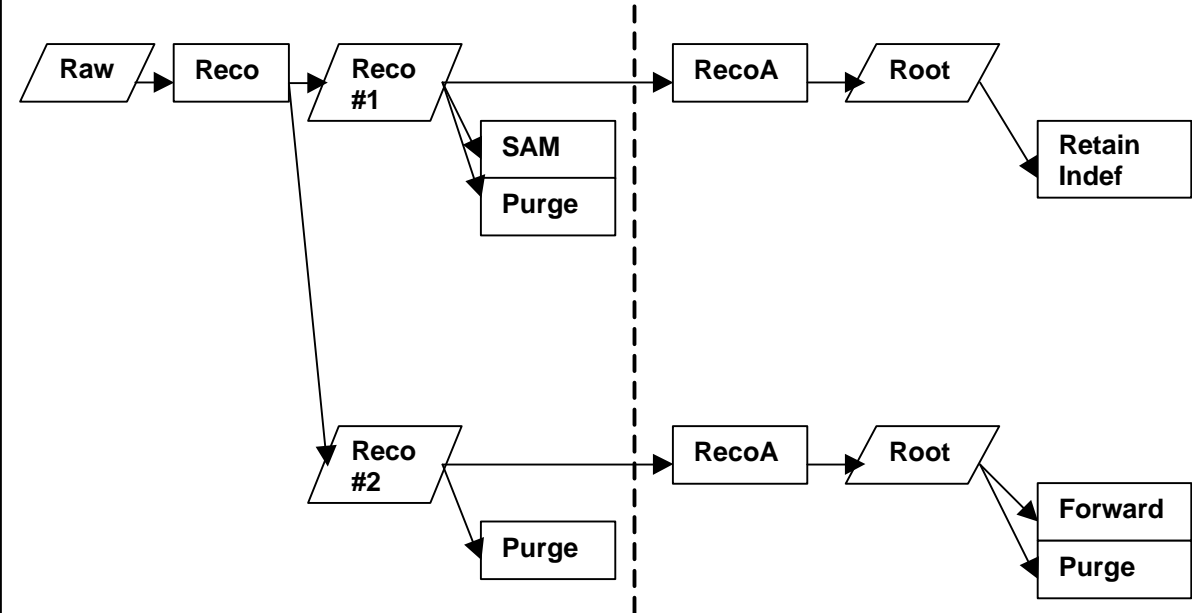 Raw
Reco
Reco
#1
RecoA
Root
SAM
Purge
Retain
Indef
Reco
#2
RecoA
Root
Purge
Forward
Purge